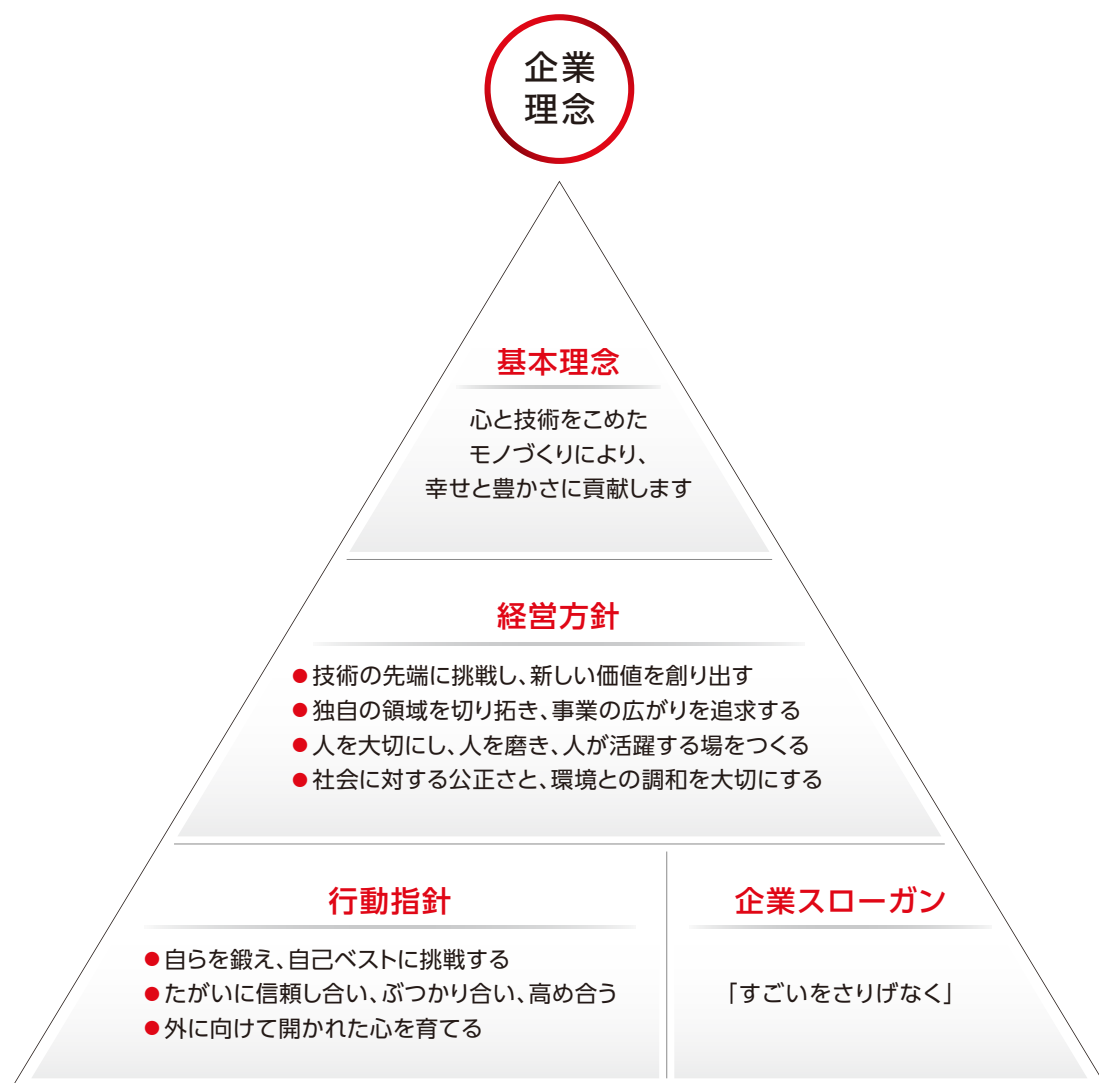 企業
理念
基本理念
心と技術をこめた
モノづくりにより、
幸せと豊かさに貢献します
経営方針
●技術の先端に挑戦し、新しい価値を創り出す
●独自の領域を切り拓き、事業の広がりを追求する
●人を大切にし、人を磨き、人が活躍する場をつくる
●社会に対する公正さと、環境との調和を大切にする
行動指針
●自らを鍛え、自己ベストに挑戦する
●たがいに信頼し合い、ぶつかり合い、高め合う
●外に向けて開かれた心を育てる
企業スローガン
「すごいをさりげなく」